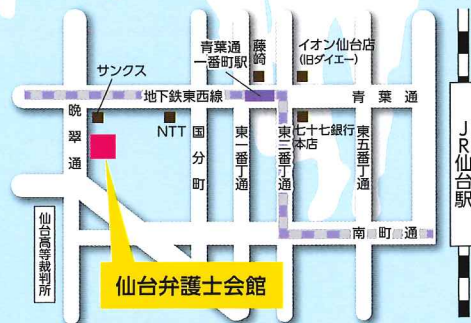 藤崎
イオン仙台店
(旧ダイエー)
青葉通
一番町駅
サンクス
地下鉄東西線
青葉通
晩翠通
NTT
国分町
東一番丁通
東三番丁通
七十七銀行
本店
東五番丁通
JR仙台駅
南町通
仙台高等裁判所
仙台弁護士会館